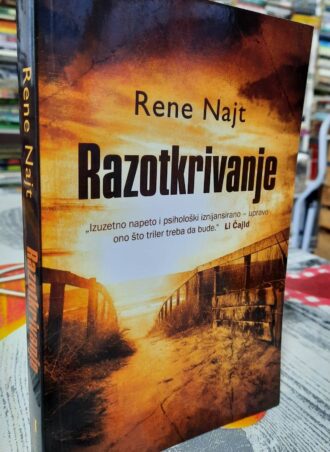 Rene Najt
Razotkrivanje
„Izuzetno napeto i psihološki iznijansirano – upravo
ono što triler treba da bude.“ Li Čajld
Rene Najt
Razotkrivanje